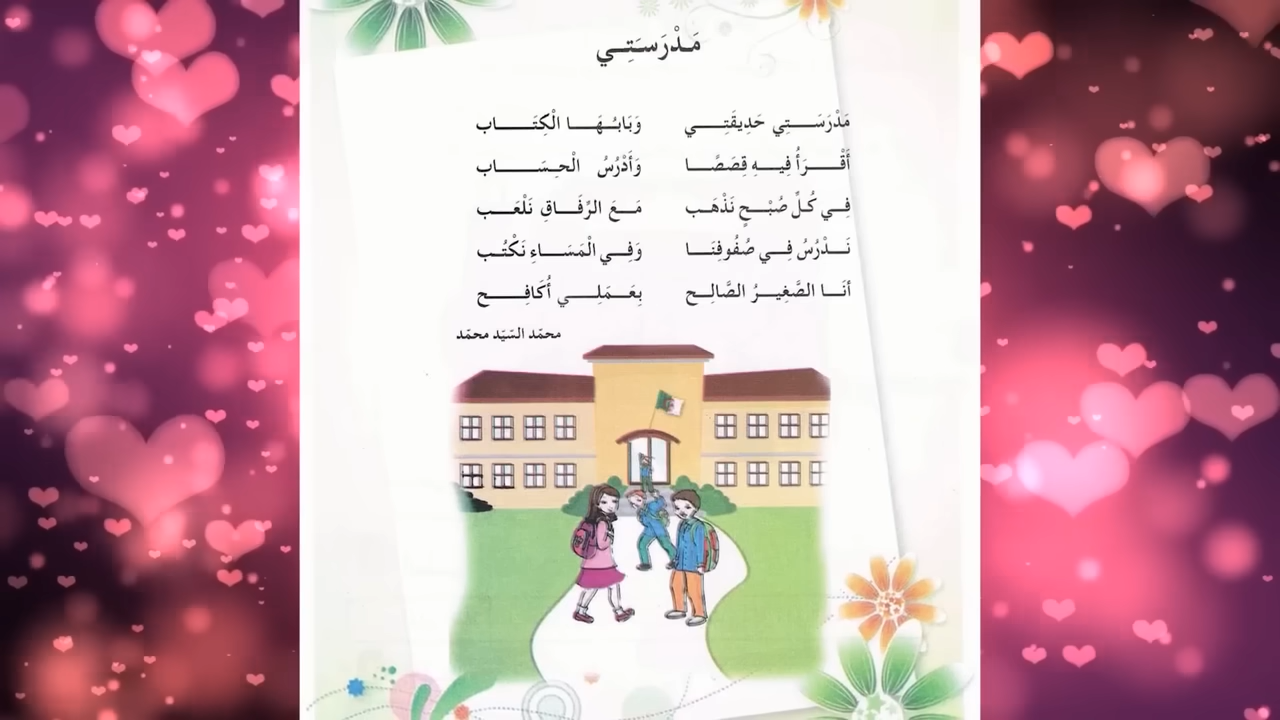 مَدْرَسَتِي
مَدْرَسَتِي حَدِيقَتِي وَبَابُهَا الْكِتَاب
أَقْرَأُ فِيهِ قِصَصًا وَأَدْرُسُ الْحِسَاب
فِي كُلِّ صُبْحٍ نَذْهَب مَعَ الرِّفَاقِ نَلْعَب
نَدْرُسُ فِي صُفُوفِنَا وَفِي الْمَسَاءِ نَكْتُب
أنَا الصَّغِيرُ الصَّالِح بِعَمَلِي أُكَافِح
محمّد السّيّد محمّد